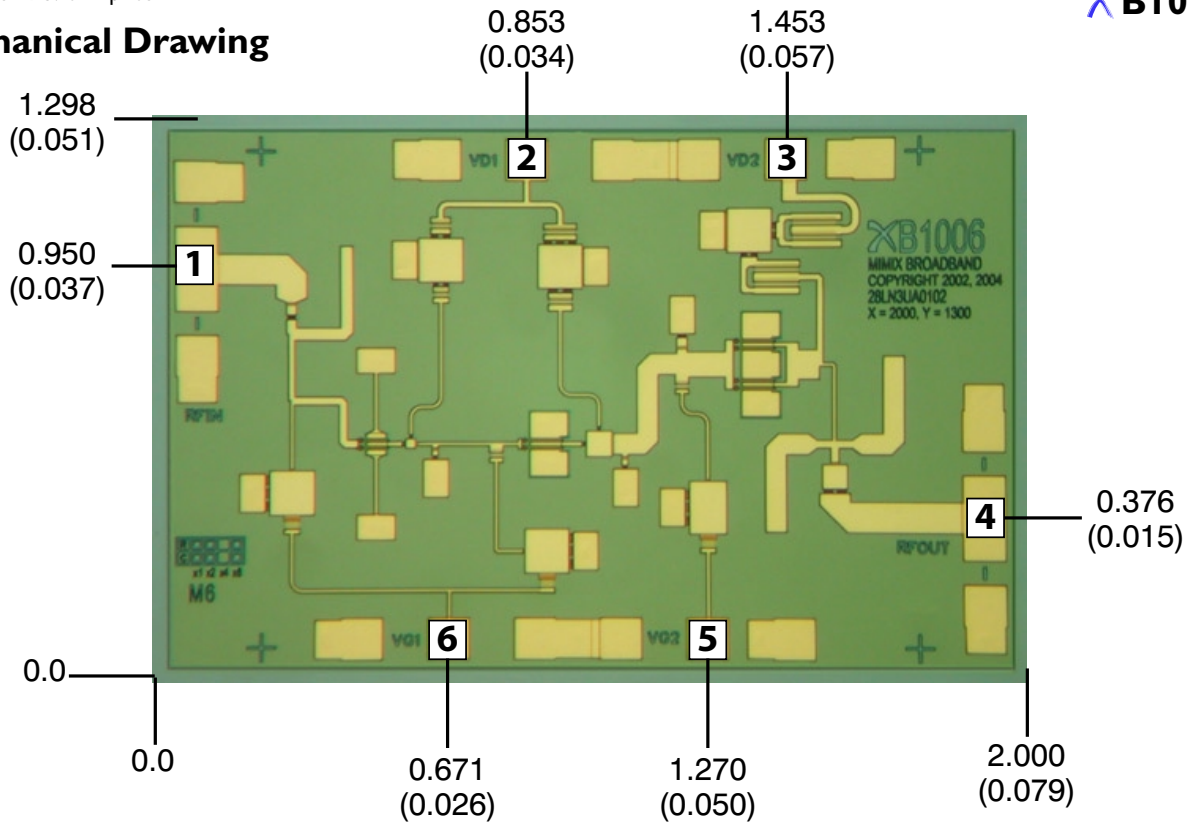 B10
hanical Drawing
0.853
(0.034)
1.453
(0.057)
1.298
(0.051)
VD1
2
VD2
3
0.950
(0.037)
1
XB1006
MIMIX BROADBAND
COPYRIGHT 2002, 2004
28LN3UA0102
X = 2000, Y = 1300
RFIN
4
0.376
(0.015)
RFOUT
M6
VG1
6
VG2
5
0.0
0.0
0.671
(0.026)
1.270
(0.050)
2.000
(0.079)